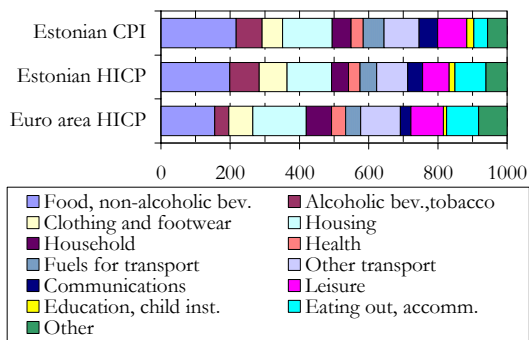 Estonian CPI
Estonian HICP
Euro area HICP
0 200 400 600 800 1000
Food, non-alcoholic bev. Alcoholic bev.,tobacco
Clothing and footwear Housing
Household Health
Fuels for transport Other transport
Communications Leisure
Education, child inst. Eating out, accomm.
Other